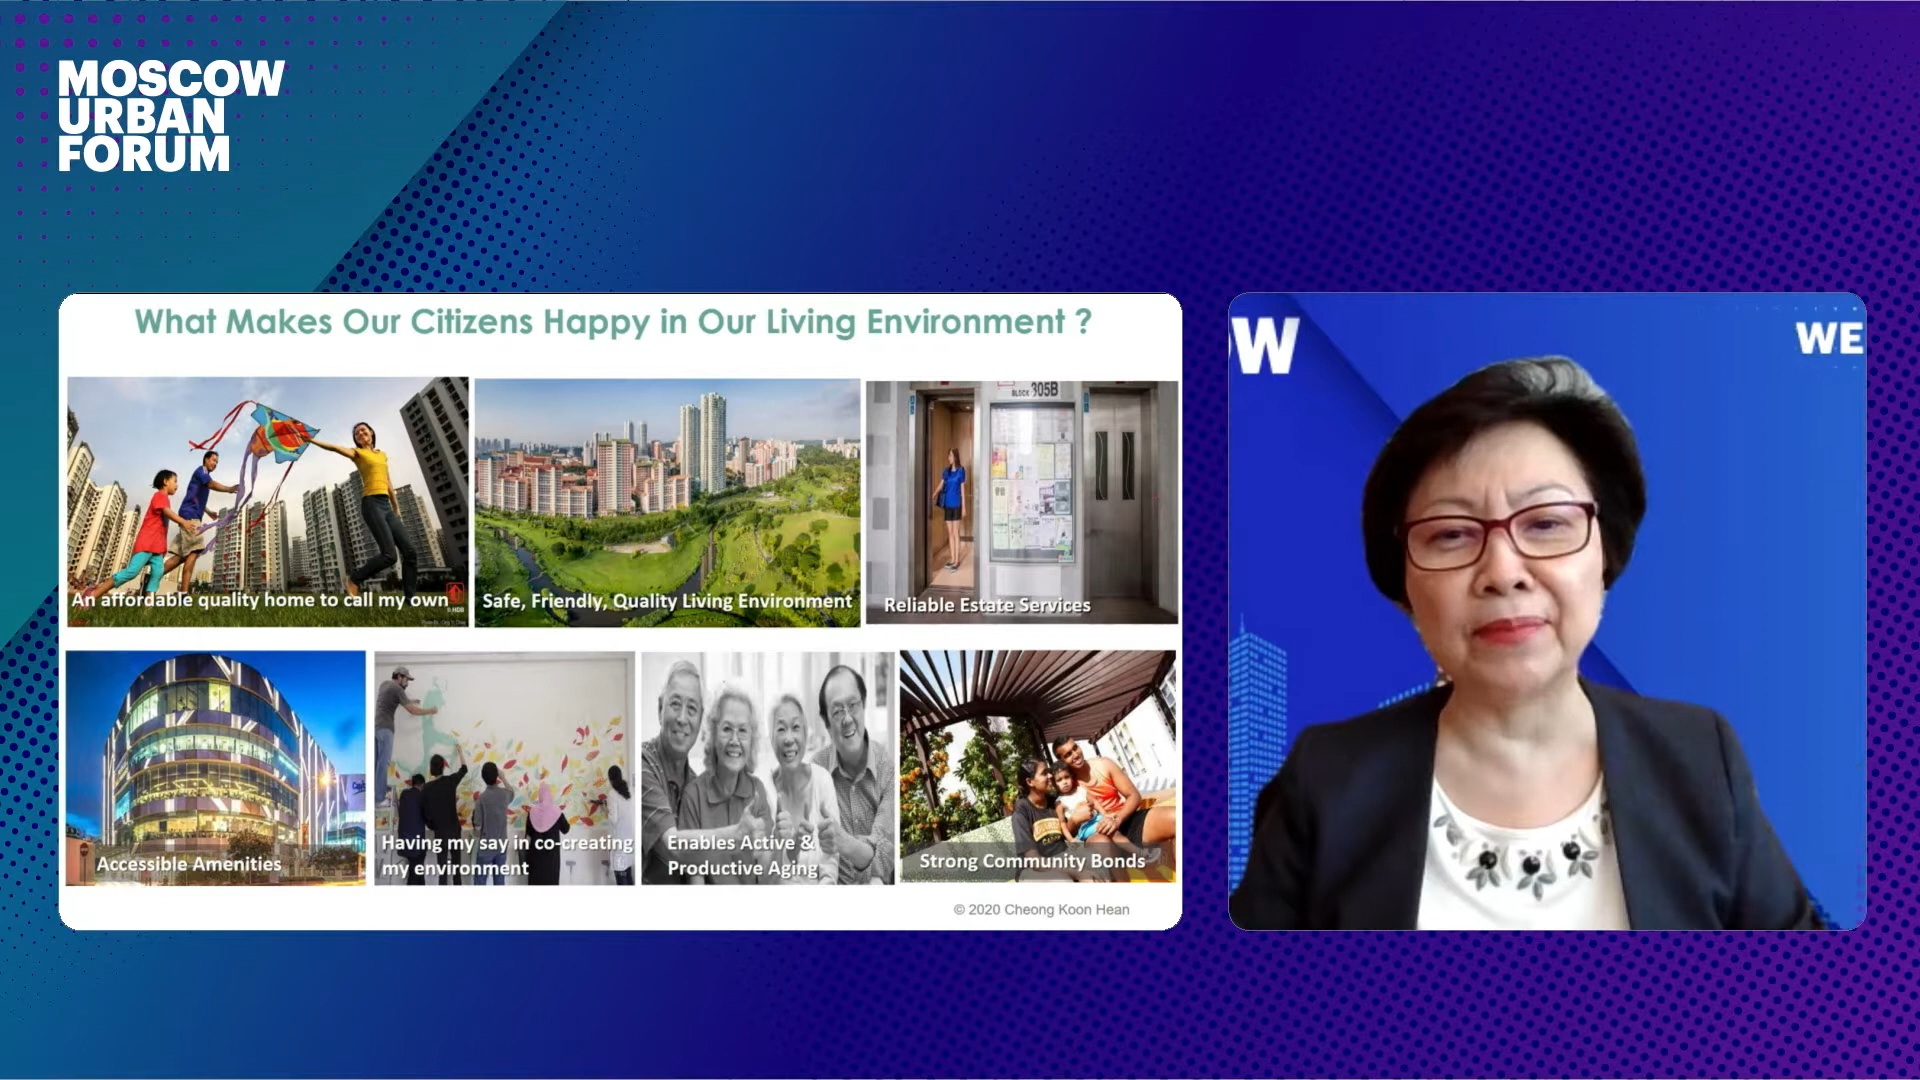 MOSCOW
URBAN
FORUM
What Makes Our Citizens Happy in Our Living Environment ?
An affordable quality home to call my own
HDB
Safe, Friendly, Quality Living Environment
BLOCK 305B
Reliable Estate Services
Accessible Amenities
Having my say in co-creating
my environment
Enables Active &
Productive Aging
Strong Community Bonds
© 2020 Cheong Koon Hean
W
WE